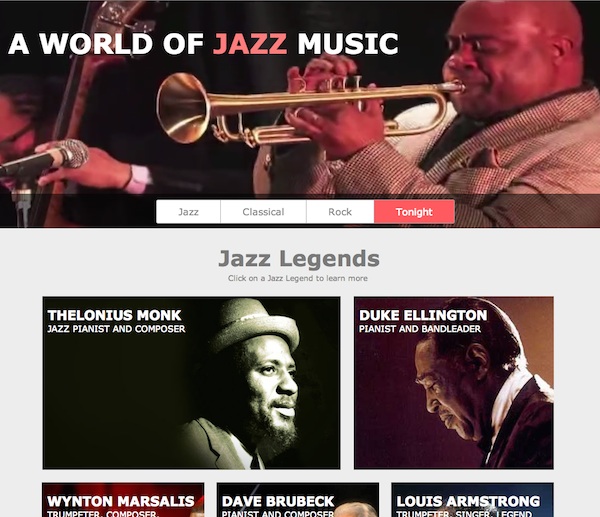 A WORLD OF JAZZ MUSIC
Jazz Classical Rock Tonight
Jazz Legends
Click on a Jazz Legend to learn more
THELONIUS MONK
JAZZ PIANIST AND COMPOSER
DUKE ELLINGTON
PIANIST AND BANDLEADER
WYNTON MARSALIS
TRUMPETER, COMPOSER,
DAVE BRUBECK
PIANIST AND COMPOSER
LOUIS ARMSTRONG
TRUMPETER, SINGER, LEGEND